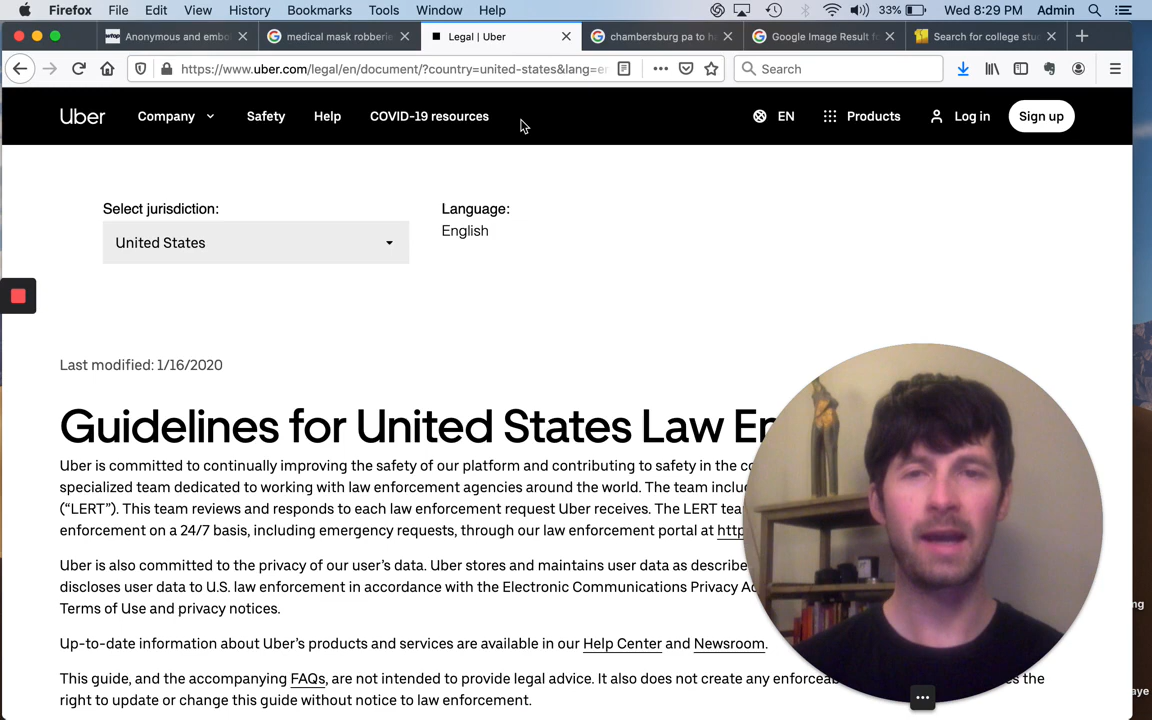 Firefox File Edit View History Bookmarks Tools Window Help 33% Wed 8:29 PM Admin
wtop Anonymous and embol medical mask robberie Legal | Uber chambersburg pa to ha Google Image Result f Search for college stu
https://www.uber.com/legal/en/document/?country=united-states&lang=e Search
Uber Company Safety Help COVID-19 resources EN Products Log in Sign up
Select jurisdiction: Language:
United States English
Last modified: 1/16/2020
Guidelines for United States Law En
Uber is committed to continually improving the safety of our platform and contributing to safety in the co
specialized team dedicated to working with law enforcement agencies around the world. The team inclu
(“LERT”). This team reviews and responds to each law enforcement request Uber receives. The LERT tea
enforcement on a 24/7 basis, including emergency requests, through our law enforcement portal at http
Uber is also committed to the privacy of our user’s data. Uber stores and maintains user data as describe
discloses user data to U.S. law enforcement in accordance with the Electronic Communications Privacy Ac
Terms of Use and privacy notices.
Up-to-date information about Uber’s products and services are available in our Help Center and Newsroom.
This guide, and the accompanying FAQs, are not intended to provide legal advice. It also does not create any enforcea s the
right to update or change this guide without notice to law enforcement.